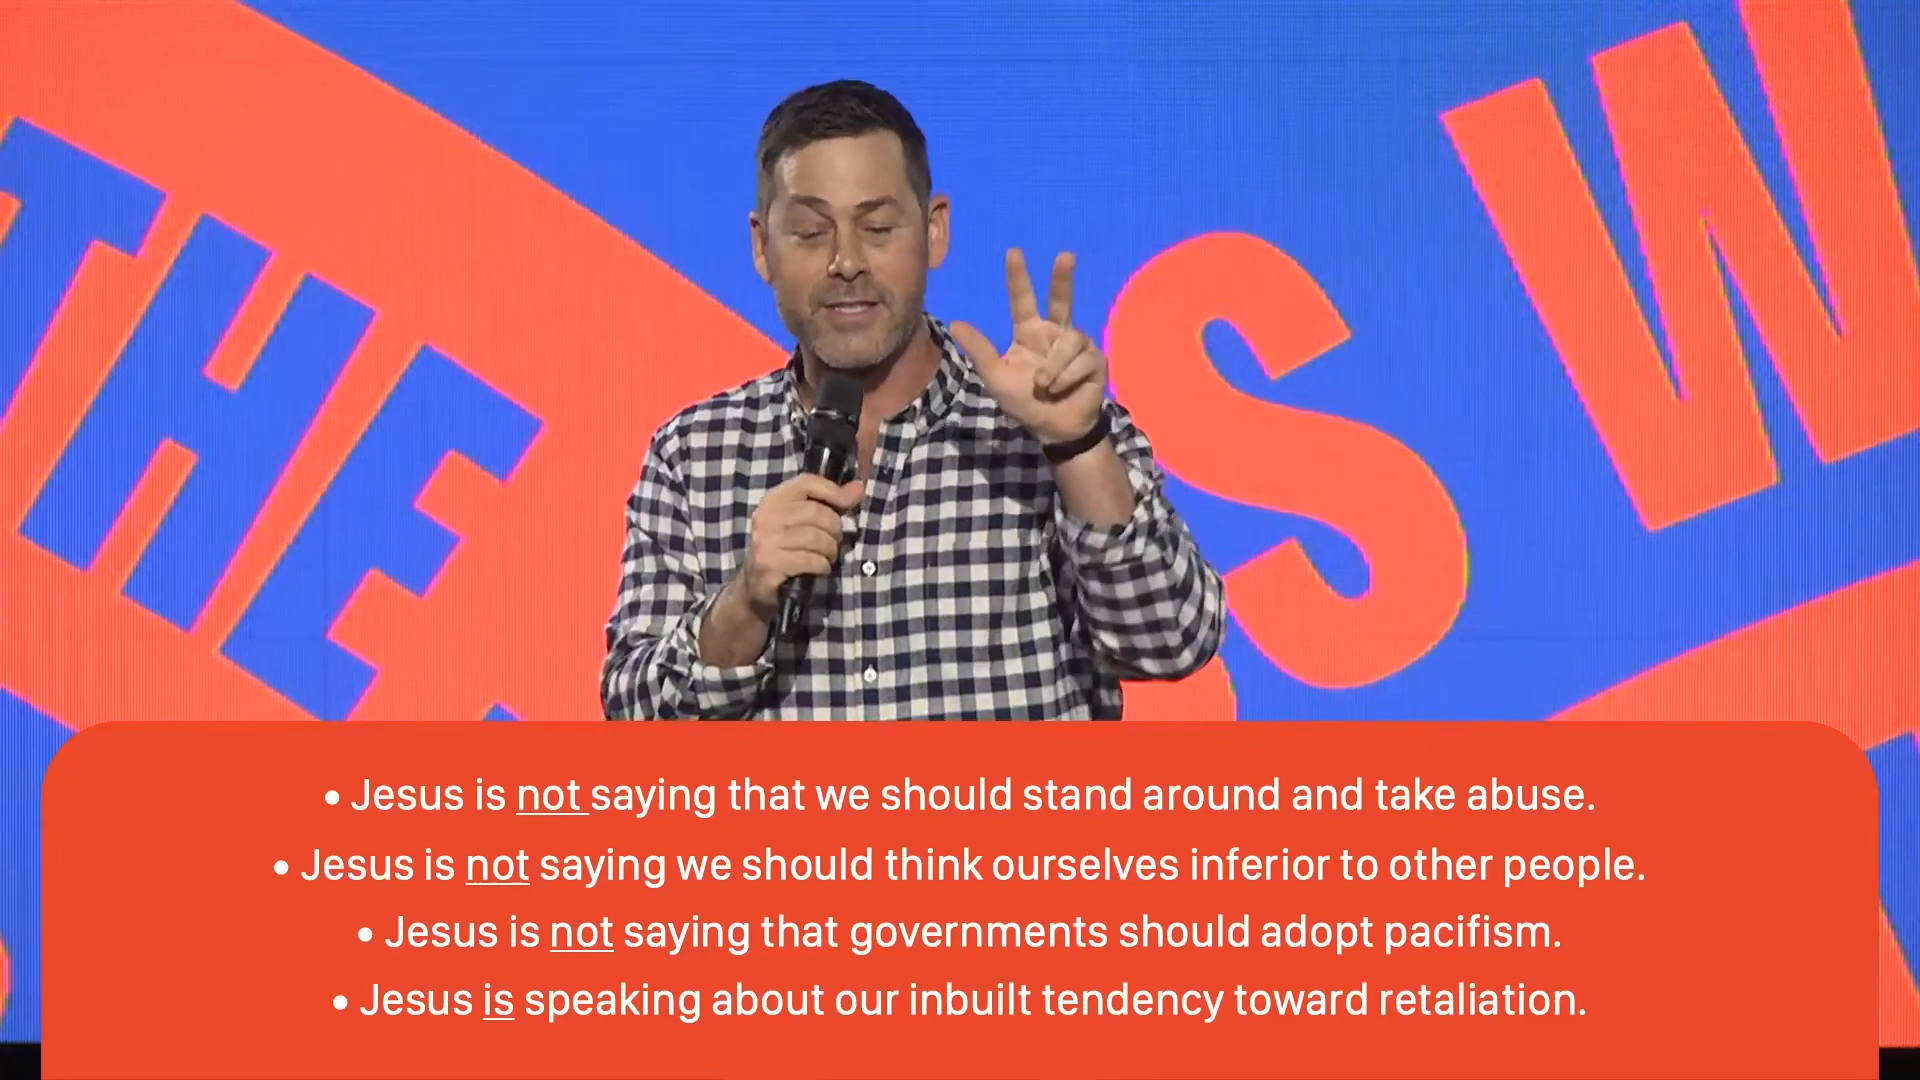 THE
S W
• Jesus is not saying that we should stand around and take abuse.
• Jesus is not saying we should think ourselves inferior to other people.
• Jesus is not saying that governments should adopt pacifism.
• Jesus is speaking about our inbuilt tendency toward retaliation.